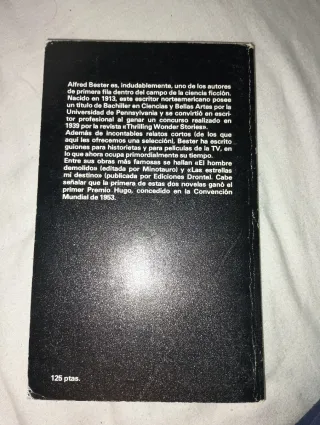 Alfred Bester es, indudablemente, uno de los autores
de primera fila dentro del campo de la ciencia ficción.
Nacido en 1913, este escritor norteamericano posee
un título de Bachiller en Ciencias y Bellas Artes por la
Universidad de Pennsylvania y se convirtió en escri-
tor profesional al ganar un concurso realizado en
1939 por la revista «Thrilling Wonder Stories».
Además de incontables relatos cortos (de los que
aquí les ofrecemos una selección), Bester ha escrito
guiones para historietas y para películas de la TV, en
lo que ahora ocupa primordialmente su tiempo.
Entre sus obras más famosas se hallan «El hombre
demolido» (editada por Minotauro) y «Las estrellas
mi destino» (publicada por Ediciones Dronte). Cabe
señalar que la primera de estas dos novelas ganó el
primer Premio Hugo, concedido en la Convención
Mundial de 1953.
125 ptas.